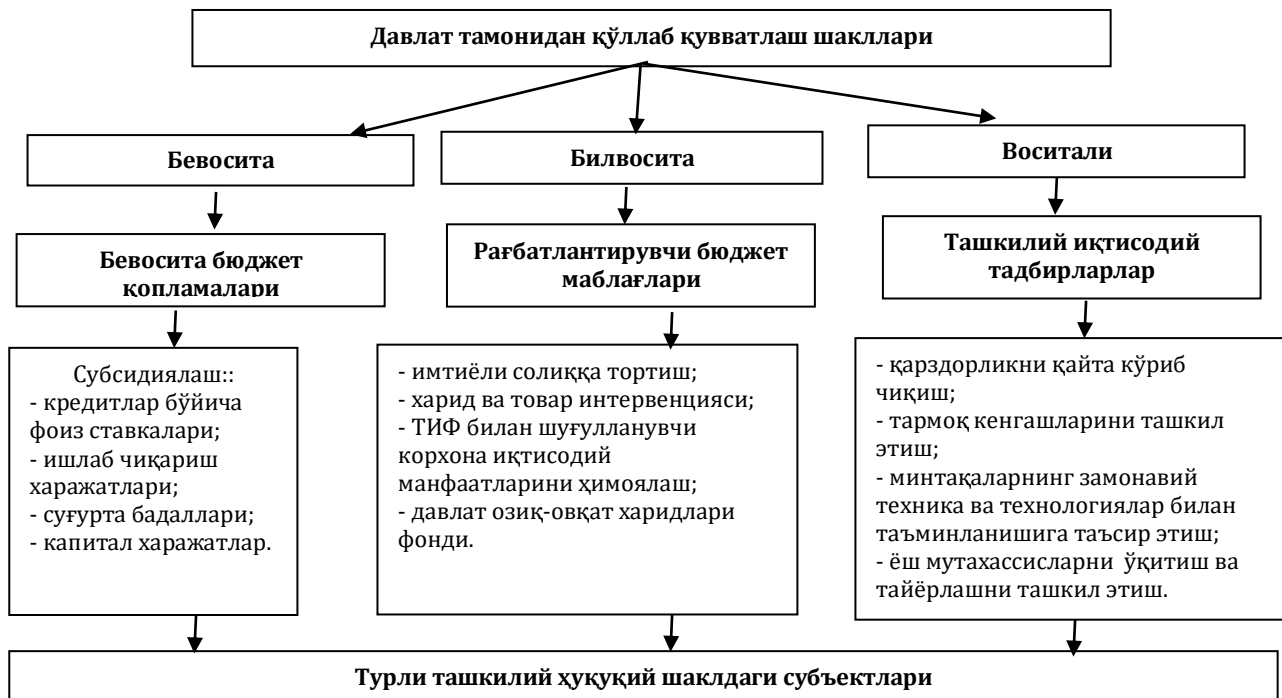 Давлат тамонидан қўллаб қувватлаш шакллари
Бевосита
Билвосита
Воситали
Бевосита бюджет
қопламалари
Рағбатлантирувчи бюджет
маблағлари
Ташкилий иқтисодий
тадбирларлар
Субсидиялаш::
- кредитлар бўйича
фоиз ставкалари;
- ишлаб чиқариш
харажатлари;
- суғурта бадаллари;
- капитал харажатлар.
- имтиёли солиққа тортиш;
- харид ва товар интервенцияси;
- ТИФ билан шуғулланувчи
корхона иқтисодий
манфаатларини ҳимоялаш;
- давлат озиқ-овқат харидлари
фонди.
- қарздорликни қайта кўриб
чиқиш;
- тармоқ кенгашларини ташкил
этиш;
- минтақаларнинг замонавий
техника ва технологиялар билан
таъминланишига таъсир этиш;
- ёш мутахассисларни ўқитиш ва
тайёрлашни ташкил этиш.
Турли ташкилий ҳуқуқий шаклдаги субъектлари